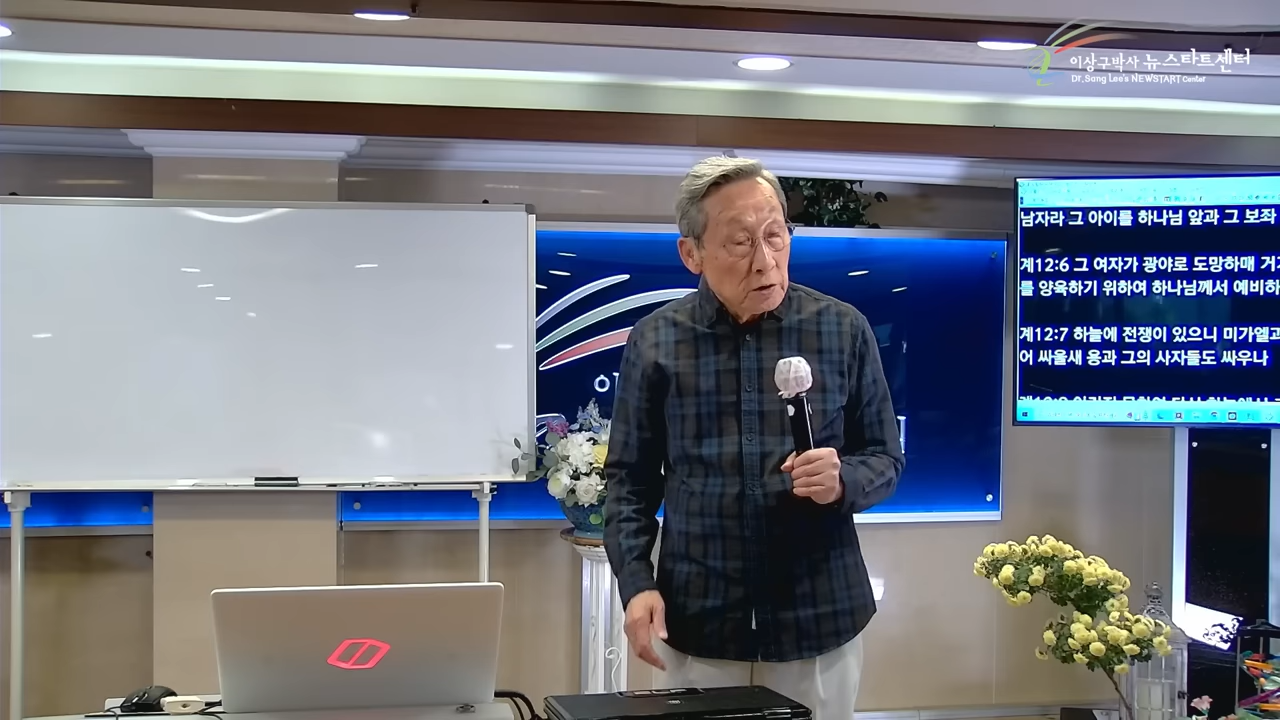 이상구박사 뉴스타트센터
Dr. Sang Lee's NEWSTART Center
남자라 그 아이를 하나님 앞과 그 보좌
계12:6 그 여자가 광야로 도망하매 거기
를 양육하기 위하여 하나님께서 예비하
계12:7 하늘에 전쟁이 있으니 미가엘과
어 싸울새 용과 그의 사자들도 싸우나